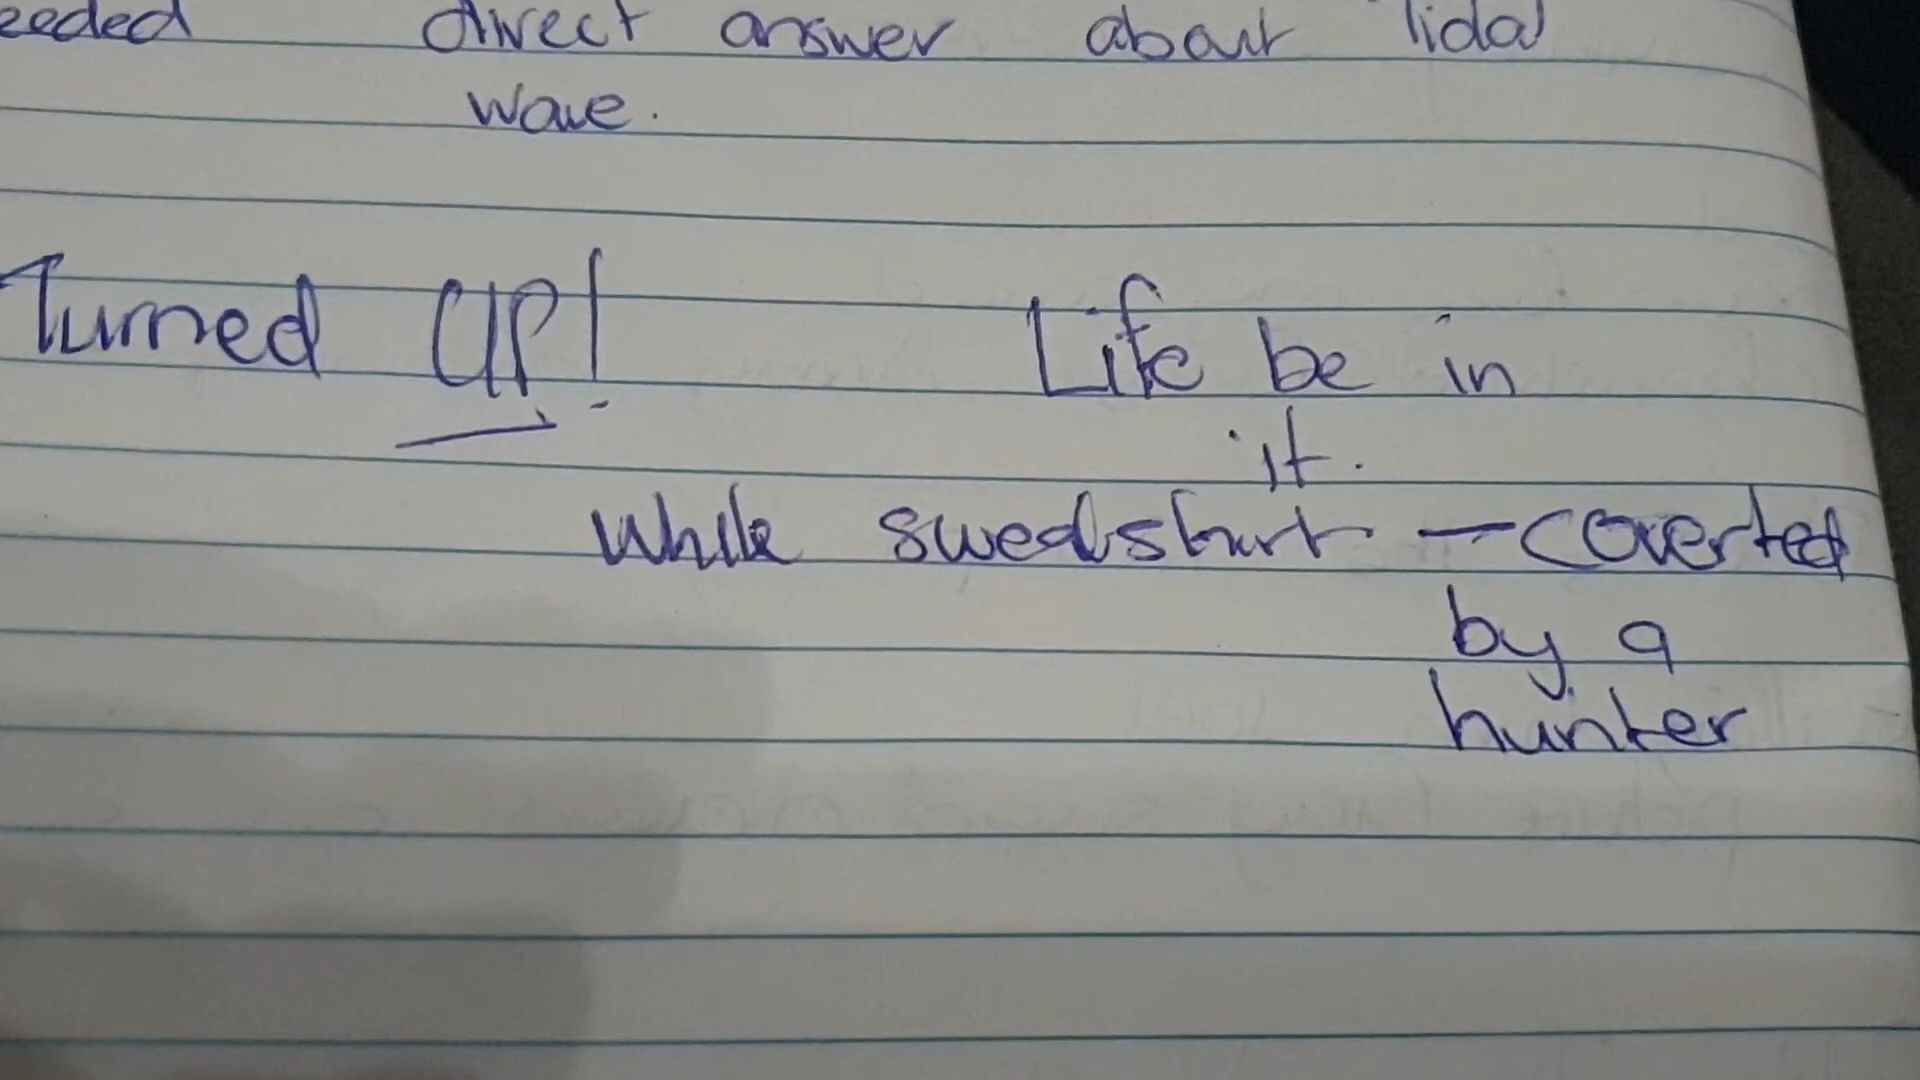 eeded direct answer about Tidal
wave.
Turned UP! Life be in
it.
While sweatshirt - coverted
by a
hunter